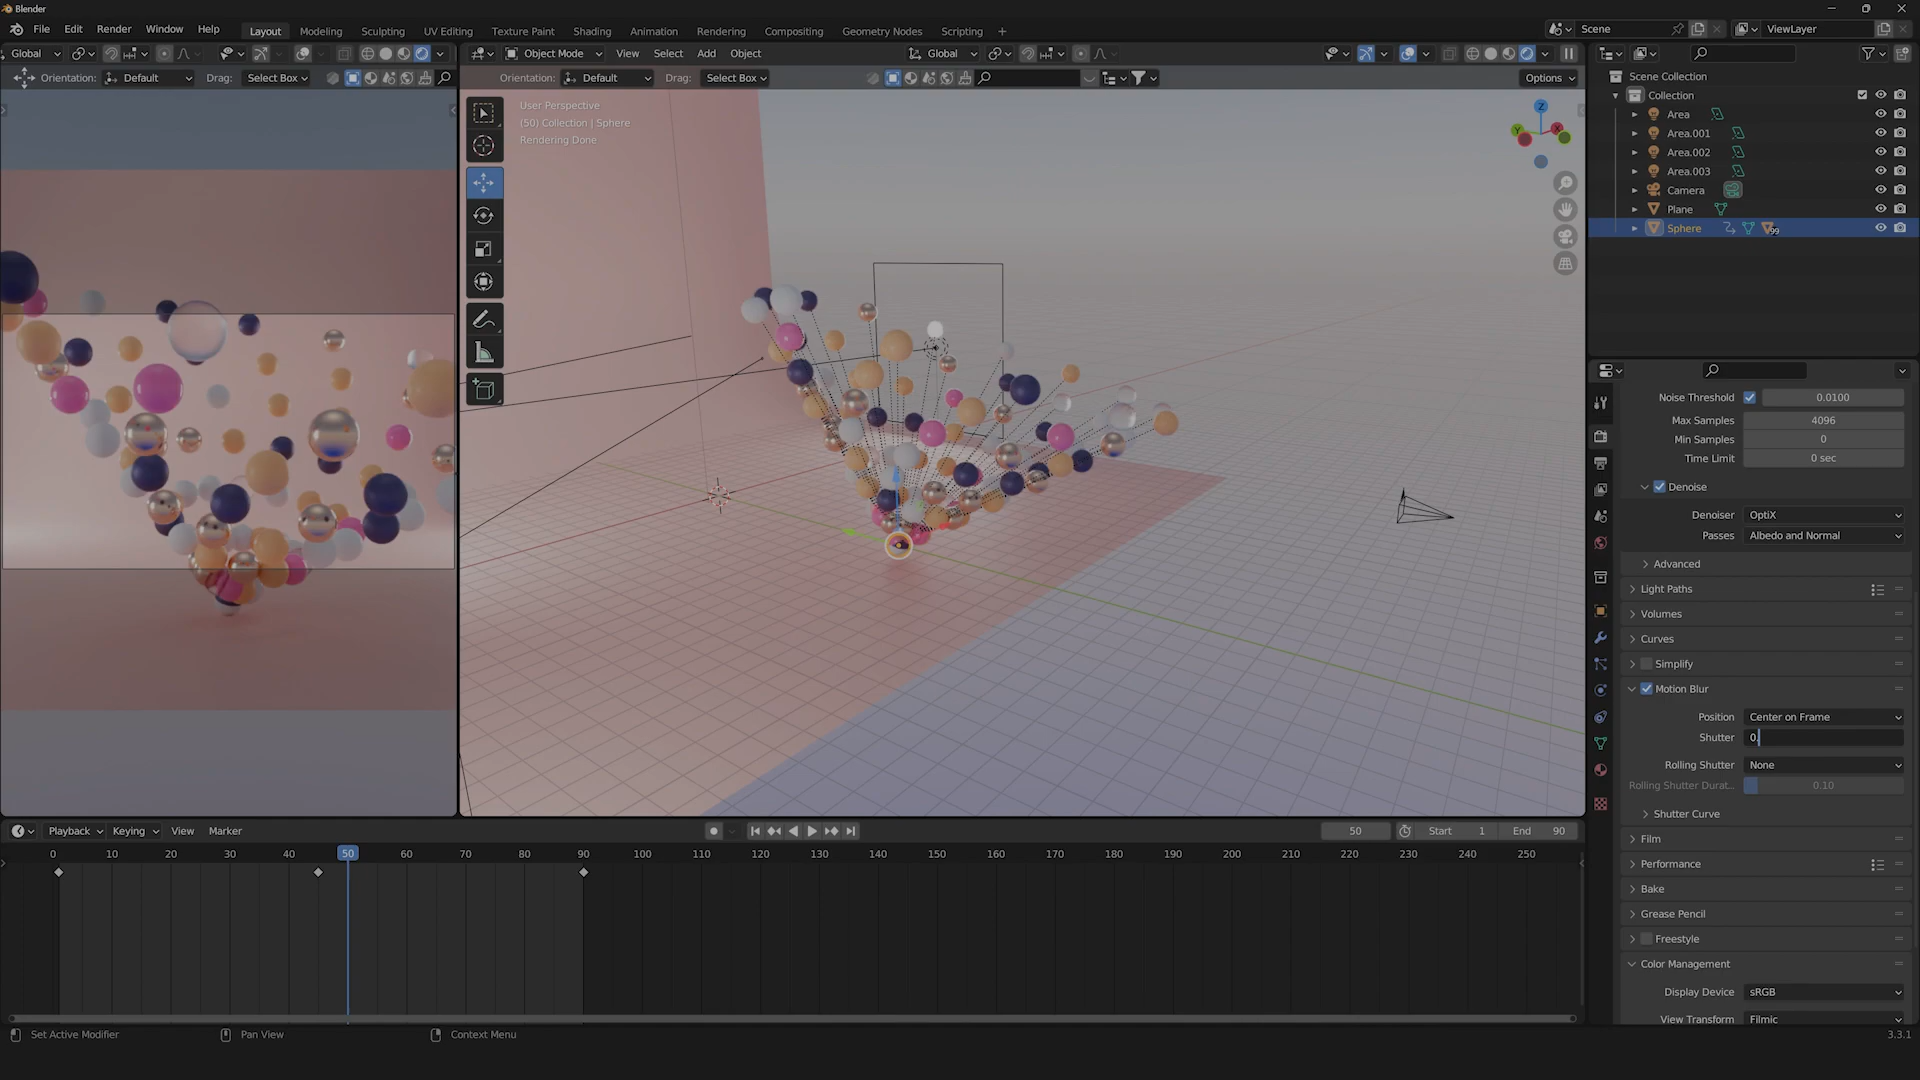 Blender
File Edit Render Window Help Layout Modeling Sculpting UV Editing Texture Paint Shading Animation Rendering Compositing Geometry Nodes Scripting + Scene ViewLayer
Global Object Mode View Select Add Object Global
Orientation: Default Drag: Select Box Orientation: Default Drag: Select Box Options
User Perspective
(50) Collection | Sphere
Rendering Done
Z
Y
X
Scene Collection
Collection
Area
Area.001
Area.002
Area.003
Camera
Plane
Sphere 99
Noise Threshold 0.0100
Max Samples 4096
Min Samples 0
Time Limit 0 sec
Denoise
Denoiser OptiX
Passes Albedo and Normal
Advanced
Light Paths
Volumes
Curves
Simplify
Motion Blur
Position Center on Frame
Shutter 0.
Rolling Shutter None
Rolling Shutter Durat... 0.10
Shutter Curve
Film
Performance
Bake
Grease Pencil
Freestyle
Color Management
Display Device sRGB
View Transform Filmic
Playback Keying View Marker 50 Start 1 End 90
0 10 20 30 40 50 60 70 80 90 100 110 120 130 140 150 160 170 180 190 200 210 220 230 240 250
Set Active Modifier Pan View Context Menu 3.3.1